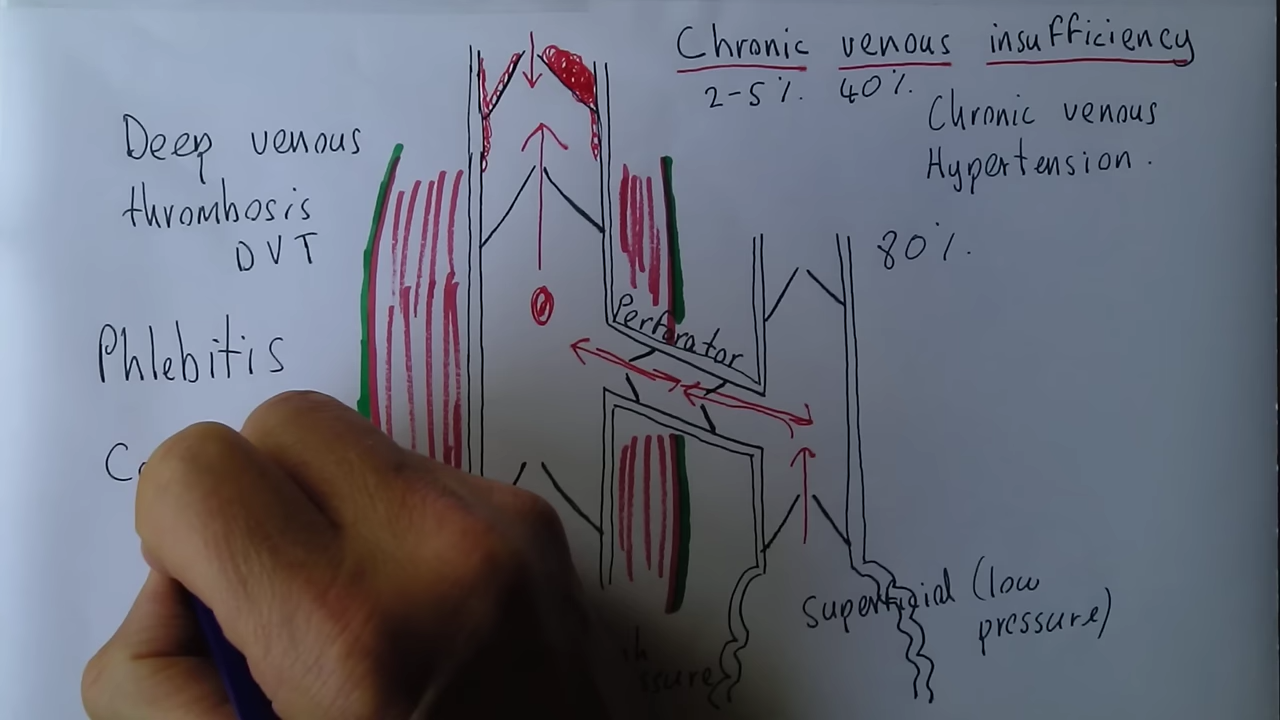 Chronic venous insufficiency
2-5%. 40%.
Chronic venous
Hypertension.
Deep venous
thrombosis
DVT
80%.
Perforator
Phlebitis
Superficial (low
pressure)